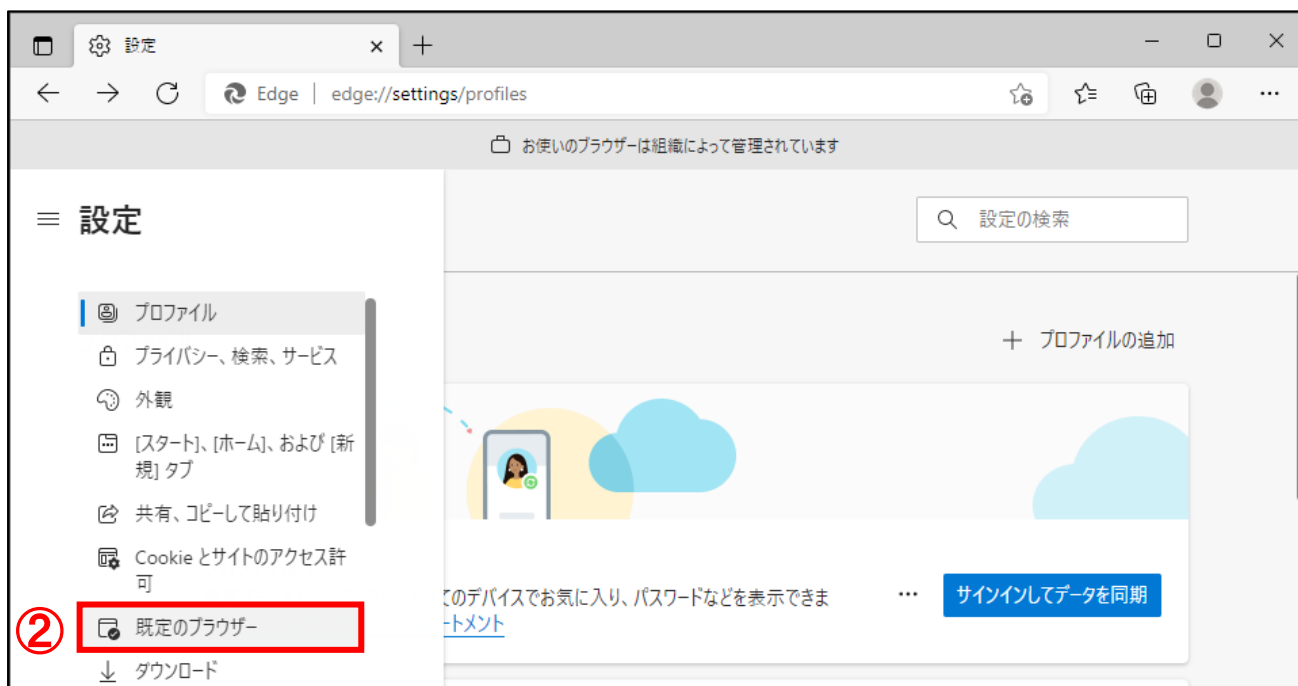 設定
Edge | edge://settings/profiles
お使いのブラウザーは組織によって管理されています
設定
設定の検索
プロファイル
プライバシー、検索、サービス
外観
[スタート]、[ホーム]、および [新
規] タブ
共有、コピーして貼り付け
Cookie とサイトのアクセス許
可
② 既定のブラウザー
ダウンロード
プロファイルの追加
てのデバイスでお気に入り、パスワードなどを表示できま
ートメント
サインインしてデータを同期